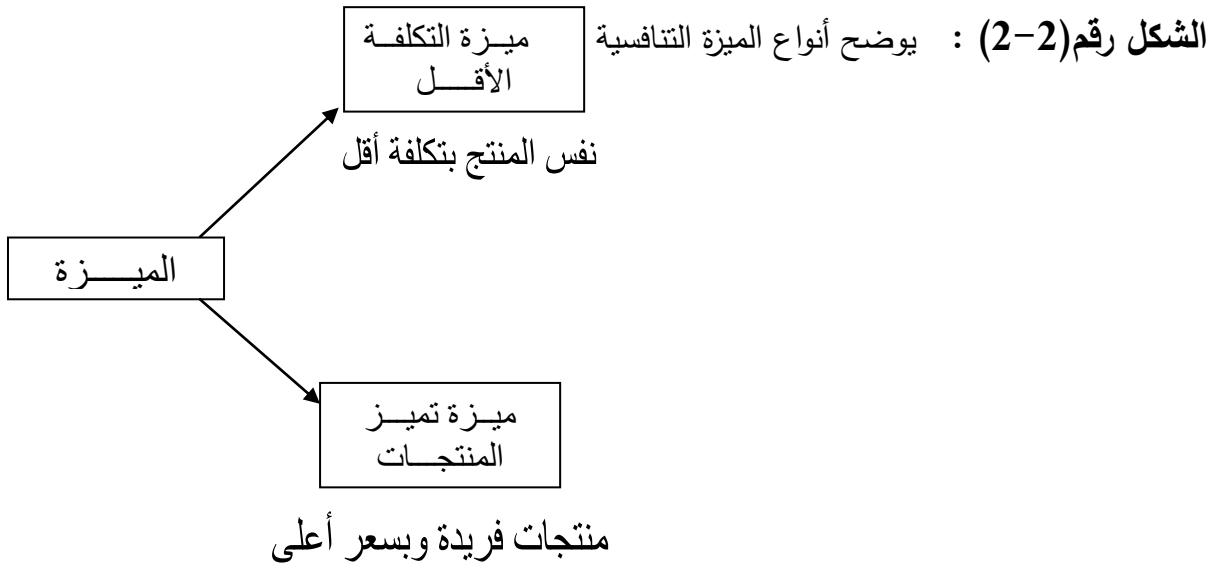 الشكل رقم(2-2) : يوضح أنواع الميزة التنافسية
ميزة التكلفة
الأقل
نفس المنتج بتكلفة أقل
الميزة
ميزة تميز
المنتجات
منتجات فريدة وبسعر أعلى